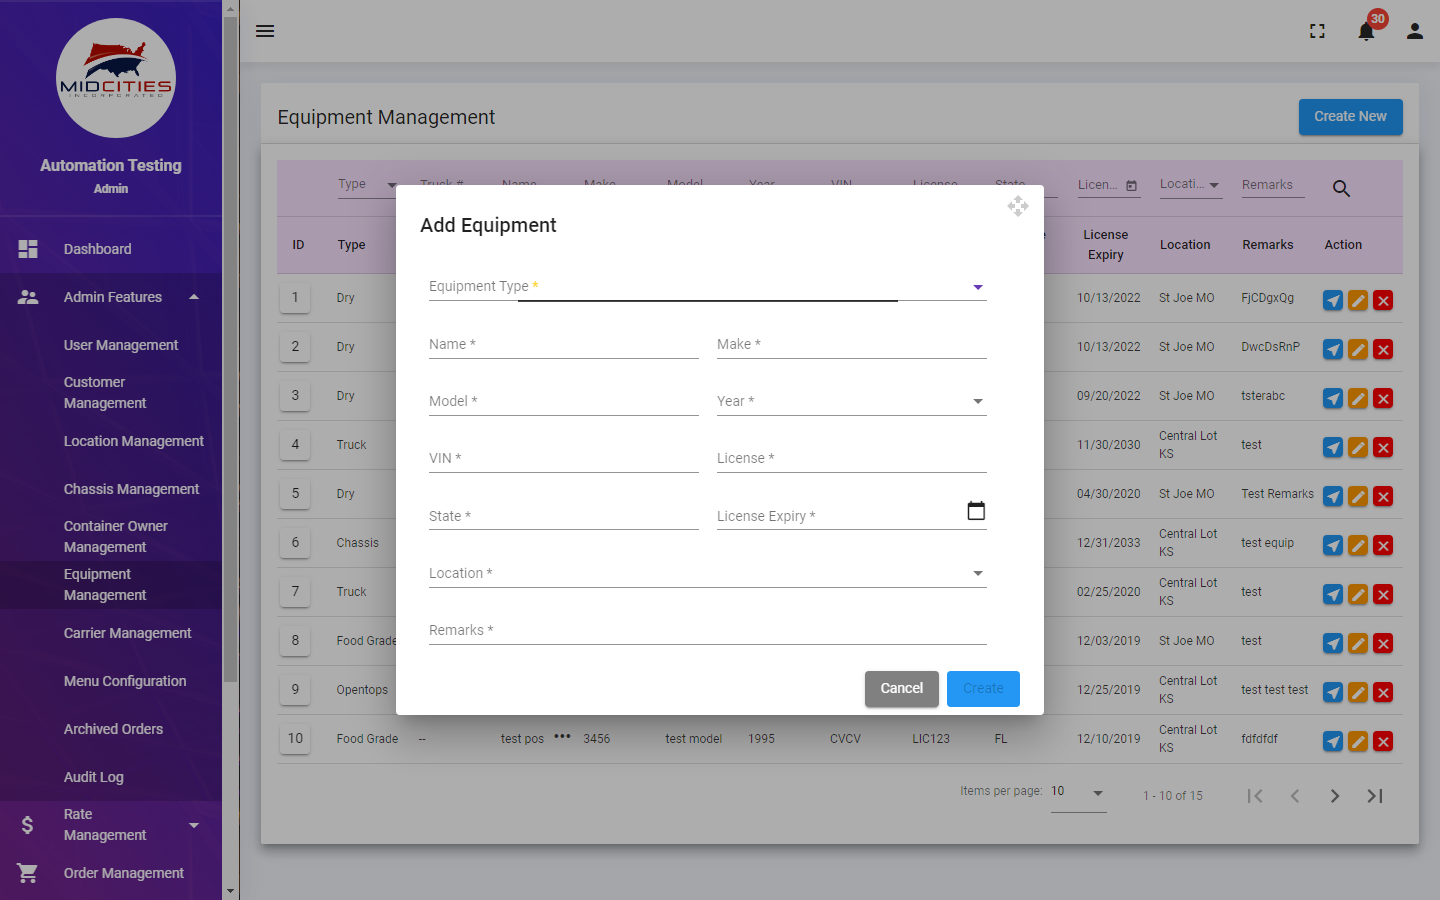 MIDCITIES
INCORPORATED
Automation Testing
Admin
Dashboard
Admin Features
User Management
Customer
Management
Location Management
Chassis Management
Container Owner
Management
Equipment
Management
Carrier Management
Menu Configuration
Archived Orders
Audit Log
Rate
Management
Order Management
30
Equipment Management
Create New
Type Truck # Name Make Model Year VIN License State Licen... Locati... Remarks
ID Type License Expiry Location Remarks Action
1 Dry 10/13/2022 St Joe MO FjCDgxQg
2 Dry 10/13/2022 St Joe MO DwcDsRnP
3 Dry 09/20/2022 St Joe MO tsterabc
4 Truck 11/30/2030 Central Lot KS test
5 Dry 04/30/2020 St Joe MO Test Remarks
6 Chassis 12/31/2033 Central Lot KS test equip
7 Truck 02/25/2020 Central Lot KS test
8 Food Grade 12/03/2019 St Joe MO test
9 Opentops 12/25/2019 Central Lot KS test test test
10 Food Grade -- test pos ••• 3456 test model 1995 CVCV LIC123 FL 12/10/2019 Central Lot KS fdfdfdf
Items per page: 10 1 - 10 of 15
Add Equipment
Equipment Type *
Name * Make *
Model * Year *
VIN * License *
State * License Expiry *
Location *
Remarks *
Cancel Create